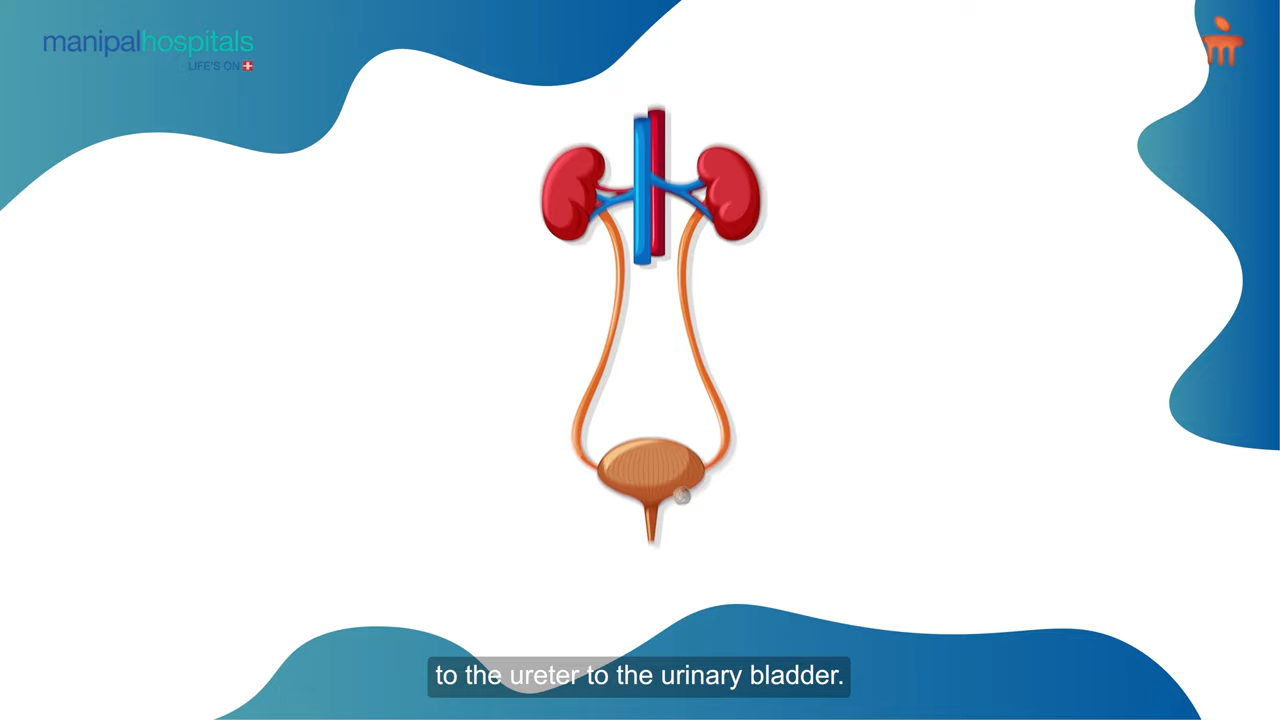 manipalhospitals
LIFE'S ON
to the ureter to the urinary bladder.